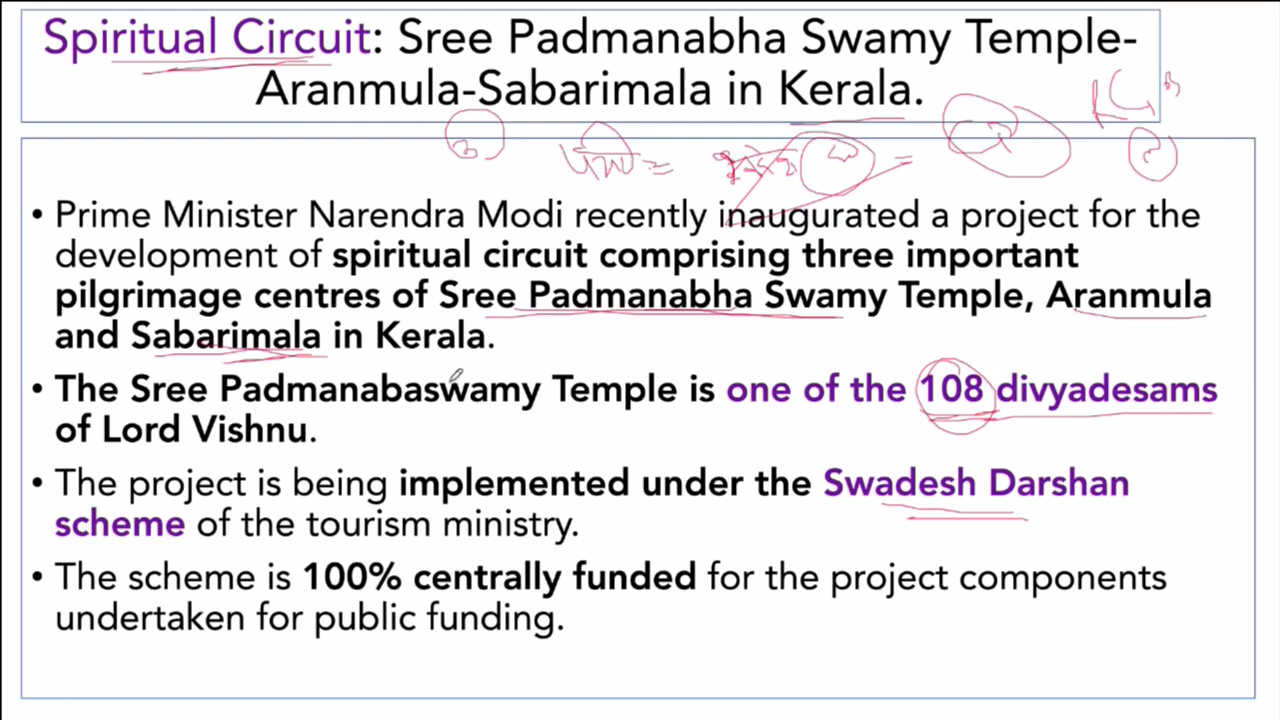 Spiritual Circuit: Sree Padmanabha Swamy Temple-
Aranmula-Sabarimala in Kerala.
• Prime Minister Narendra Modi recently inaugurated a project for the
development of spiritual circuit comprising three important
pilgrimage centres of Sree Padmanabha Swamy Temple, Aranmula
and Sabarimala in Kerala.
• The Sree Padmanabaswamy Temple is one of the 108 divyadesams
of Lord Vishnu.
• The project is being implemented under the Swadesh Darshan
scheme of the tourism ministry.
• The scheme is 100% centrally funded for the project components
undertaken for public funding.